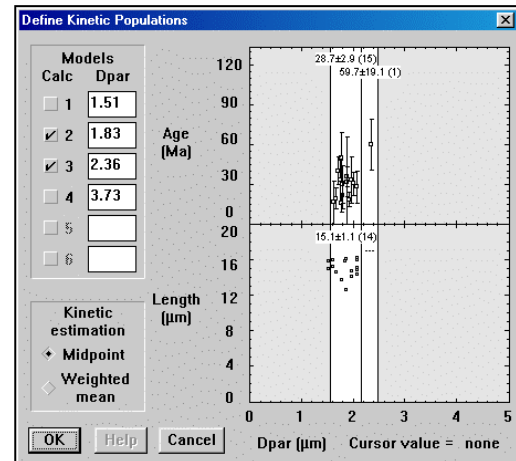 Define Kinetic Populations
Models
Calc Dpar
1 1.51
2 1.83
3 2.36
4 3.73
5
6
Kinetic
estimation
Midpoint
Weighted
mean
OK Help Cancel
28.7±2.9 (15)
59.7±19.1 (1)
120
90
Age
(Ma)
60
30
0
15.1±1.1 (14)
---
20
16
Length
(µm)
12
8
4
0
0 1 2 3 4 5
Dpar (µm) Cursor value = none